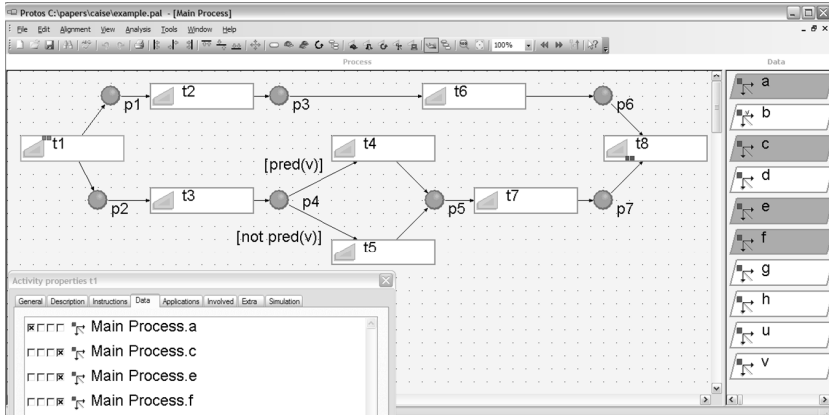 Protos C:\papers\caise\example.pal - [Main Process]
File Edit Alignment View Analysis Tools Window Help
100%
Process
Data
t1
p1
t2
p3
t6
p6
t8
p2
t3
p4
[pred(v)]
t4
[not pred(v)]
t5
p5
t7
p7
a
b
c
d
e
f
g
h
u
v
Activity properties t1
General Description Instructions Data Applications Involved Extra Simulation
Main Process.a
Main Process.c
Main Process.e
Main Process.f